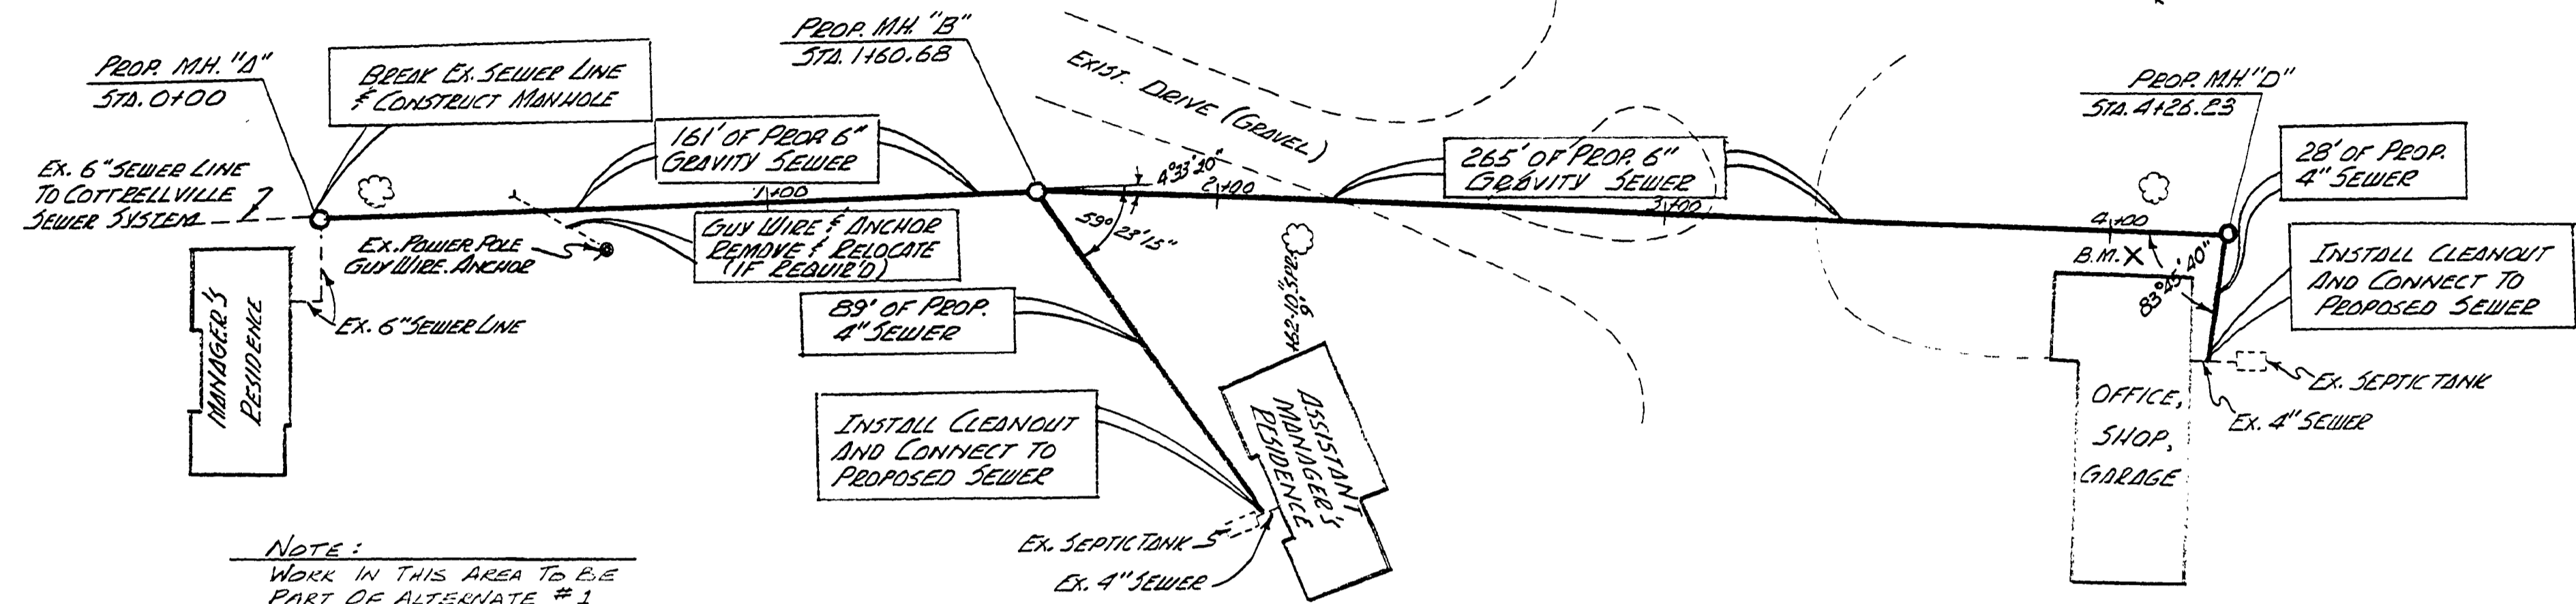 PROP. M.H. "A"
STA. 0+00
BREAK EX. SEWER LINE
& CONSTRUCT MANHOLE
EX. 6" SEWER LINE
TO COTTRELLVILLE
SEWER SYSTEM
161' OF PROP. 6"
GRAVITY SEWER
1+00
PROP. M.H. "B"
STA. 1+60.68
EX. POWER POLE
GUY WIRE. ANCHOR
GUY WIRE & ANCHOR
REMOVE & RELOCATE
(IF REQUIR'D)
MANAGER'S
RESIDENCE
EX. 6" SEWER LINE
EXIST. DRIVE (GRAVEL)
4°33'20"
2+00
59° 23'15"
265' OF PROP. 6"
GRAVITY SEWER
3+00
89' OF PROP.
4" SEWER
INSTALL CLEANOUT
AND CONNECT TO
PROPOSED SEWER
ASSISTANT
MANAGER'S
RESIDENCE
EX. SEPTIC TANK
EX. 4" SEWER
PROP. M.H. "D"
STA. 4+26.23
4+00
B.M.
83°45'40"
28' OF PROP.
4" SEWER
INSTALL CLEANOUT
AND CONNECT TO
PROPOSED SEWER
EX. SEPTIC TANK
EX. 4" SEWER
OFFICE,
SHOP,
GARAGE
NOTE:
WORK IN THIS AREA TO BE
PART OF ALTERNATE #1